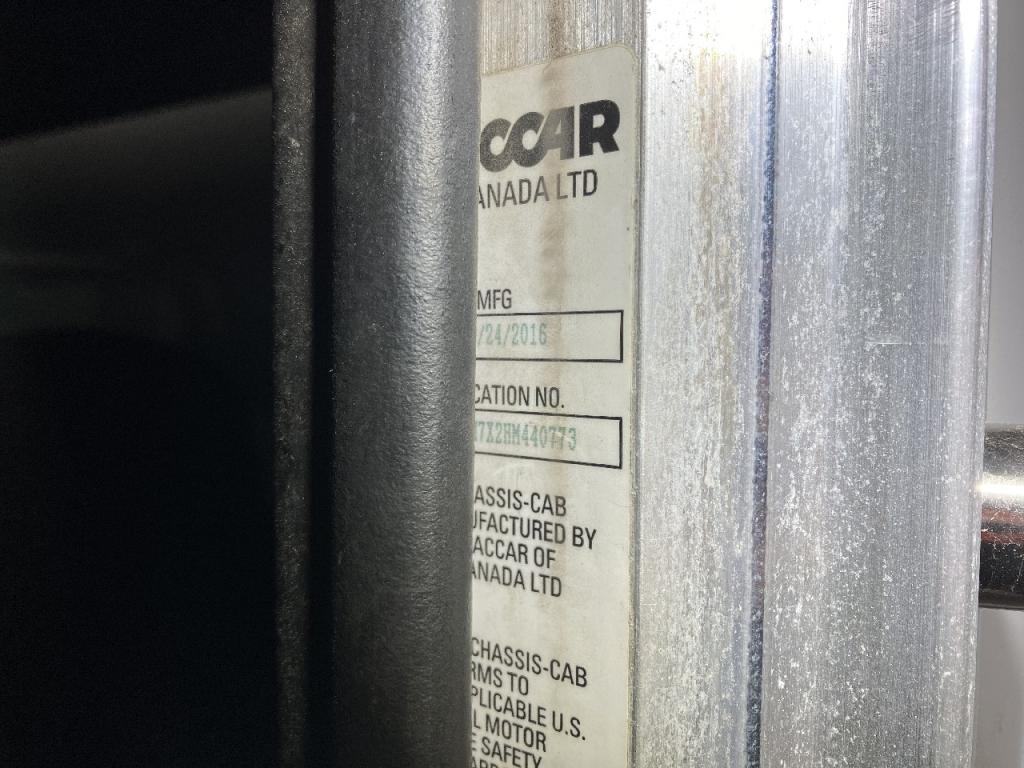 CCAR
ANADA LTD
MFG
/24/2016
CATION NO.
7X2HM440773
ASSIS-CAB
UFACTURED BY
ACCAR OF
ANADA LTD
CHASSIS-CAB
RMS TO
PLICABLE U.S.
L MOTOR
E SAFETY